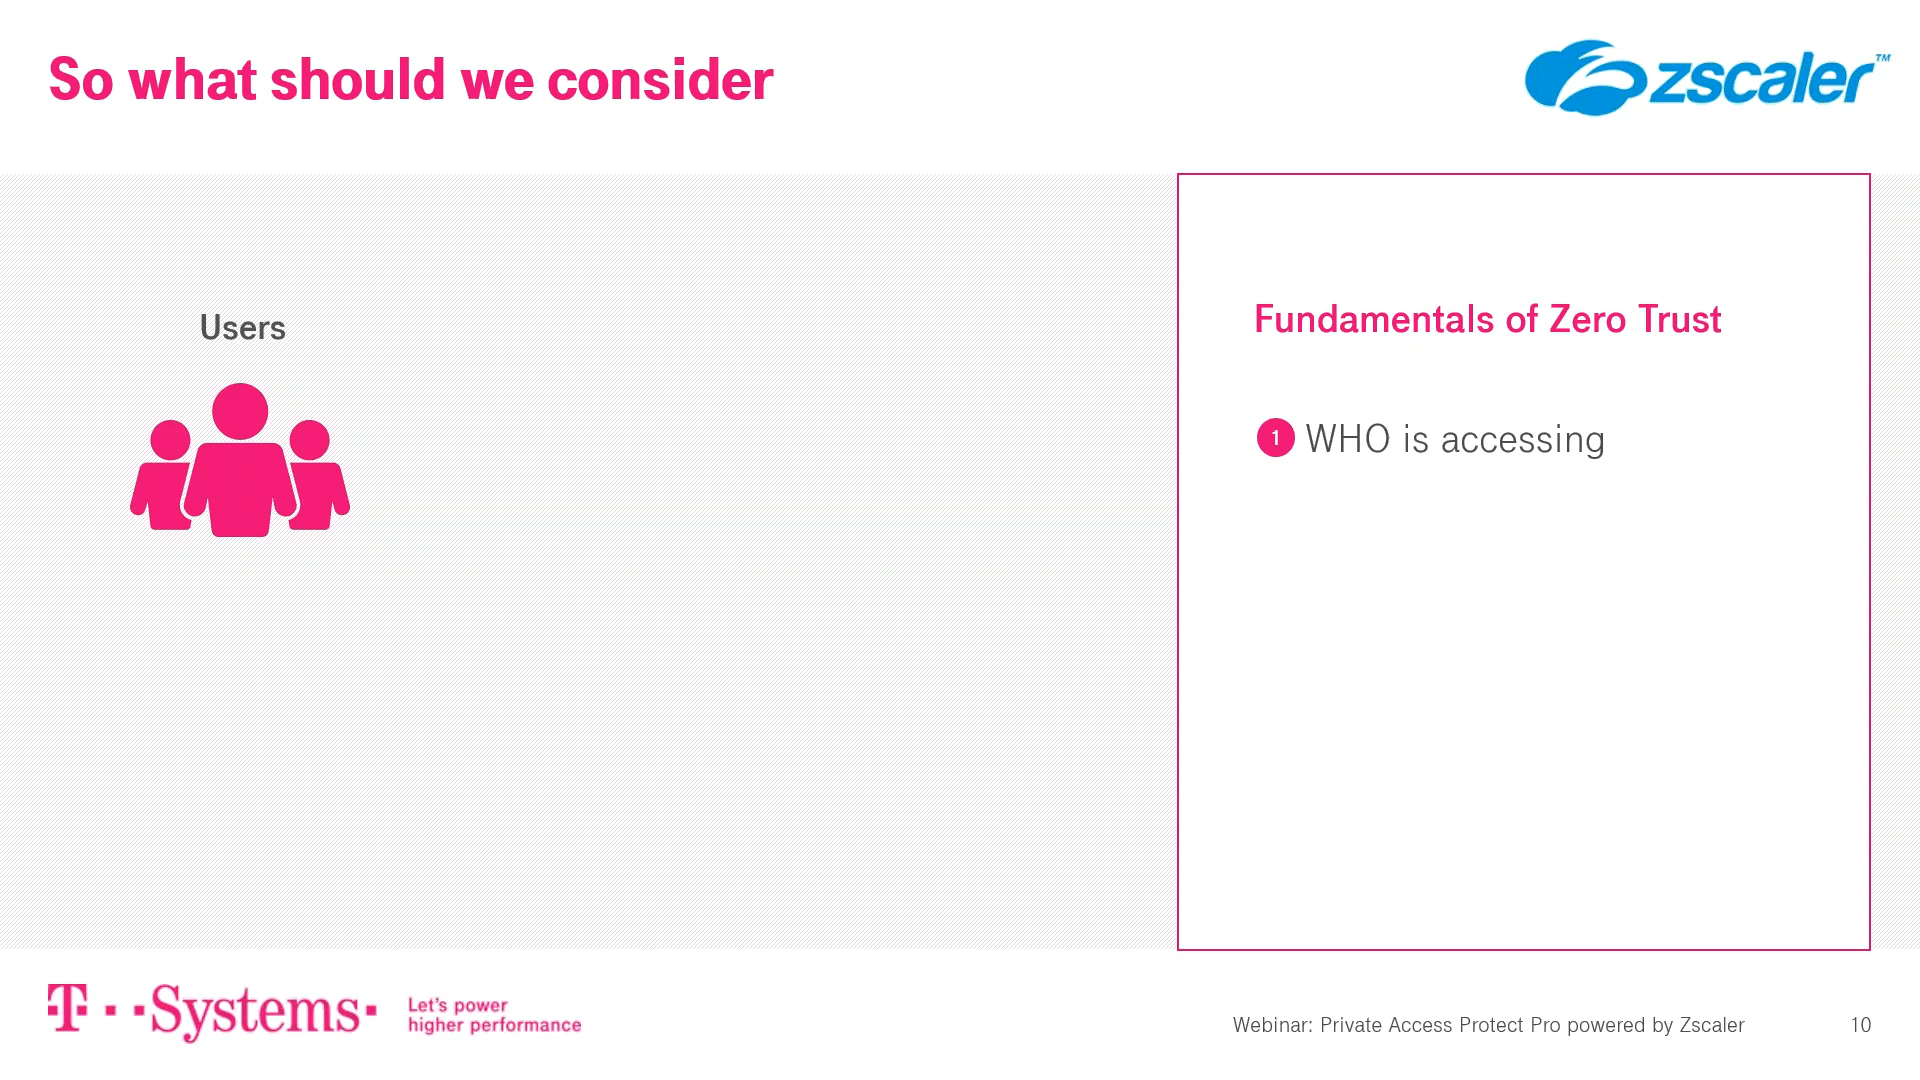 So what should we consider
zscaler™
Users
Fundamentals of Zero Trust
1 WHO is accessing
T··Systems·
Let's power
higher performance
Webinar: Private Access Protect Pro powered by Zscaler
10